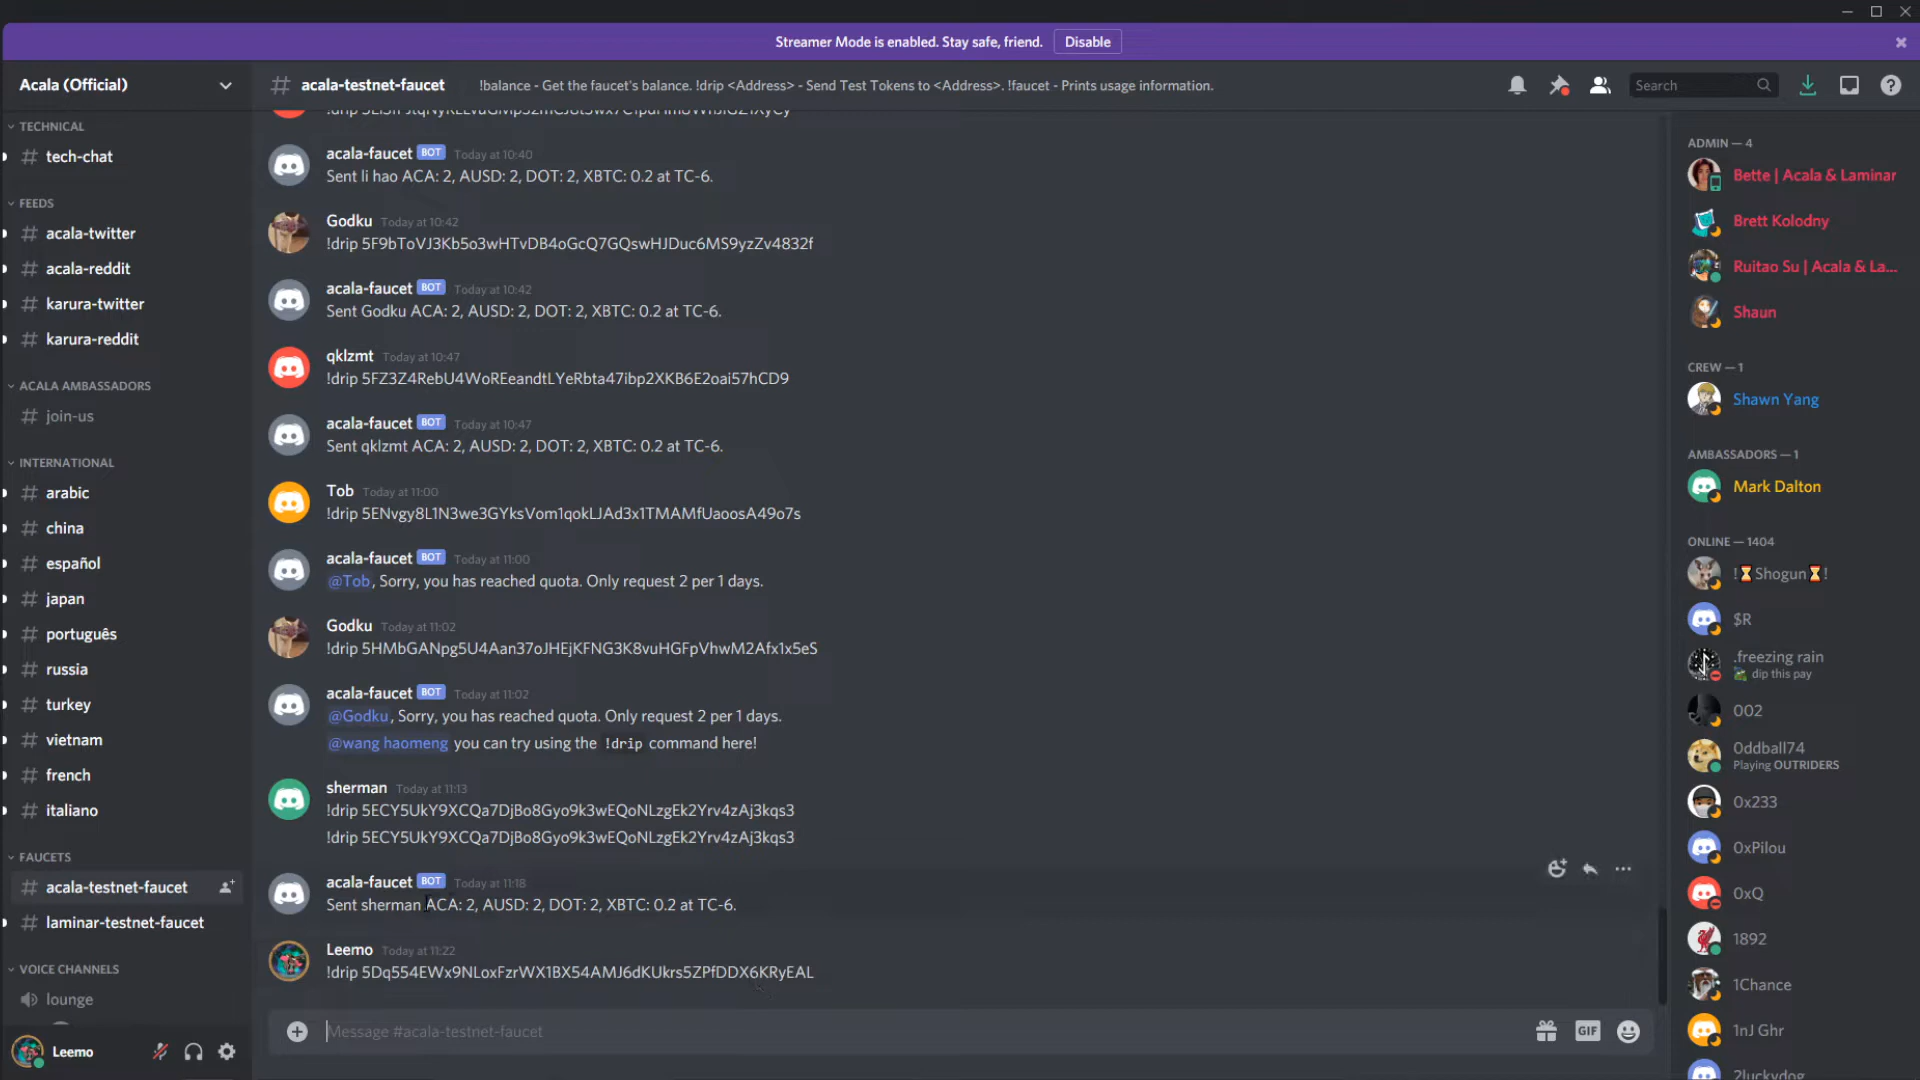 Streamer Mode is enabled. Stay safe, friend. Disable
Acala (Official)
# acala-testnet-faucet !balance - Get the faucet's balance. !drip <Address> - Send Test Tokens to <Address>. !faucet - Prints usage information.
Search
TECHNICAL
# tech-chat
FEEDS
# acala-twitter
# acala-reddit
# karura-twitter
# karura-reddit
ACALA AMBASSADORS
# join-us
INTERNATIONAL
# arabic
# china
# español
# japan
# português
# russia
# turkey
# vietnam
# french
# italiano
FAUCETS
# acala-testnet-faucet
# laminar-testnet-faucet
VOICE CHANNELS
lounge
Leemo
acala-faucet BOT Today at 10:40
Sent li hao ACA: 2, AUSD: 2, DOT: 2, XBTC: 0.2 at TC-6.
Godku Today at 10:42
!drip 5F9bToVJ3Kb5o3wHTvDB4oGcQ7GQswHJDuc6MS9yzZv4832f
acala-faucet BOT Today at 10:42
Sent Godku ACA: 2, AUSD: 2, DOT: 2, XBTC: 0.2 at TC-6.
qklzmt Today at 10:47
!drip 5FZ3Z4RebU4WoREeandtLYeRbta47ibp2XKB6E2oai57hCD9
acala-faucet BOT Today at 10:47
Sent qklzmt ACA: 2, AUSD: 2, DOT: 2, XBTC: 0.2 at TC-6.
Tob Today at 11:00
!drip 5ENvgy8L1N3we3GYksVom1qokLJAd3x1TMAMfUaoosA49o7s
acala-faucet BOT Today at 11:00
@Tob, Sorry, you has reached quota. Only request 2 per 1 days.
Godku Today at 11:02
!drip 5HMbGANpg5U4Aan37oJHEjKFNG3K8vuHGFpVhwM2Afx1x5eS
acala-faucet BOT Today at 11:02
@Godku, Sorry, you has reached quota. Only request 2 per 1 days.
@wang haomeng you can try using the !drip command here!
sherman Today at 11:13
!drip 5ECY5UkY9XCQa7DjBo8Gyo9k3wEQoNLzgEk2Yrv4zAj3kqs3
!drip 5ECY5UkY9XCQa7DjBo8Gyo9k3wEQoNLzgEk2Yrv4zAj3kqs3
acala-faucet BOT Today at 11:18
Sent sherman ACA: 2, AUSD: 2, DOT: 2, XBTC: 0.2 at TC-6.
Leemo Today at 11:22
!drip 5Dq554EWx9NLoxFzrWX1BX54AMJ6dKUkrs5ZPfDDX6KRyEAL
Message #acala-testnet-faucet
GIF
ADMIN — 4
Bette | Acala & Laminar
Brett Kolodny
Ruitao Su | Acala & La...
Shaun
CREW — 1
Shawn Yang
AMBASSADORS — 1
Mark Dalton
ONLINE — 1404
!⌛Shogun⌛!
$R
.freezing rain
dip this pay
002
0ddball74
Playing OUTRIDERS
0x233
0xPilou
0xQ
1892
1Chance
1nJ Ghr
2luckydog